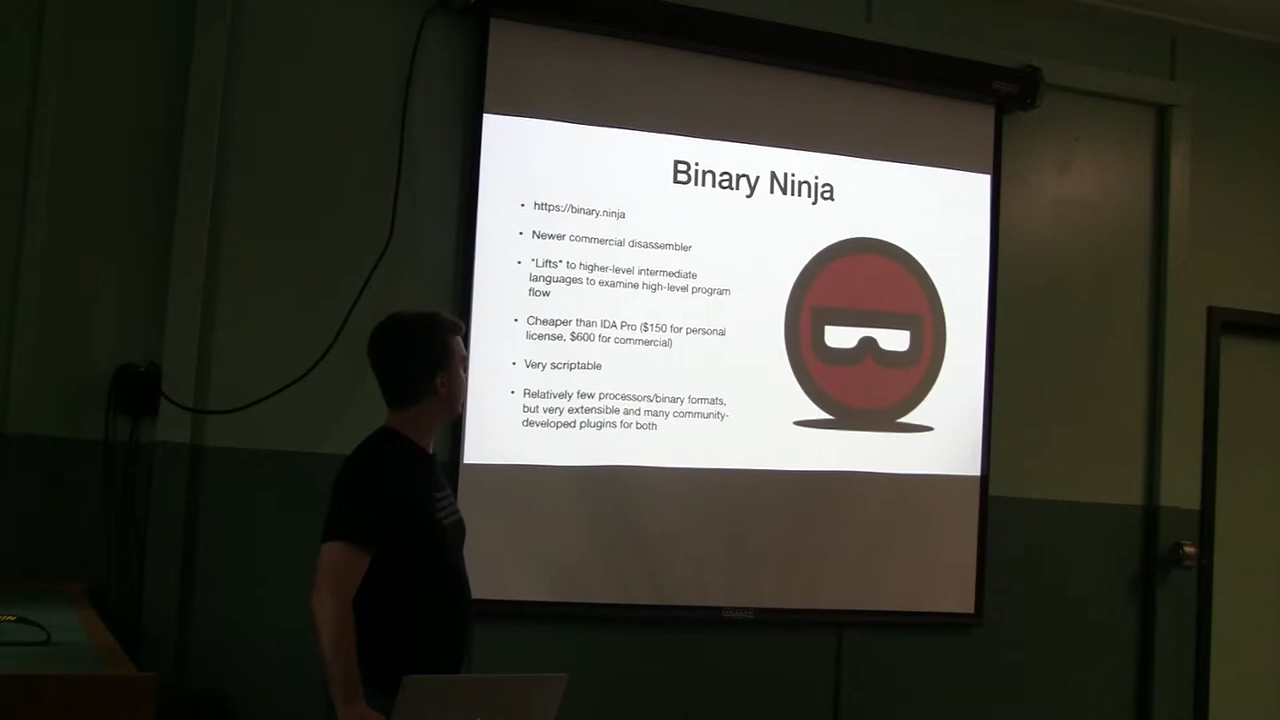 Binary Ninja
• https://binary.ninja
• Newer commercial disassembler
• "Lifts" to higher-level intermediate
languages to examine high-level program
flow
• Cheaper than IDA Pro ($150 for personal
license, $600 for commercial)
• Very scriptable
• Relatively few processors/binary formats,
but very extensible and many community-
developed plugins for both